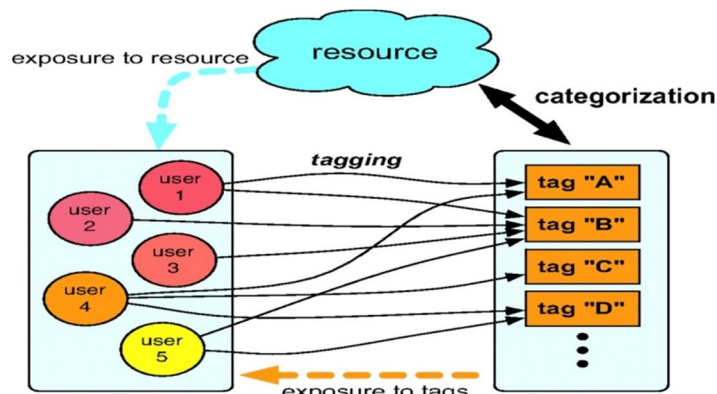 resource
exposure to resource
categorization
tagging
user
1
user
2
user
3
user
4
user
5
tag "A"
tag "B"
tag "C"
tag "D"
exposure to tags